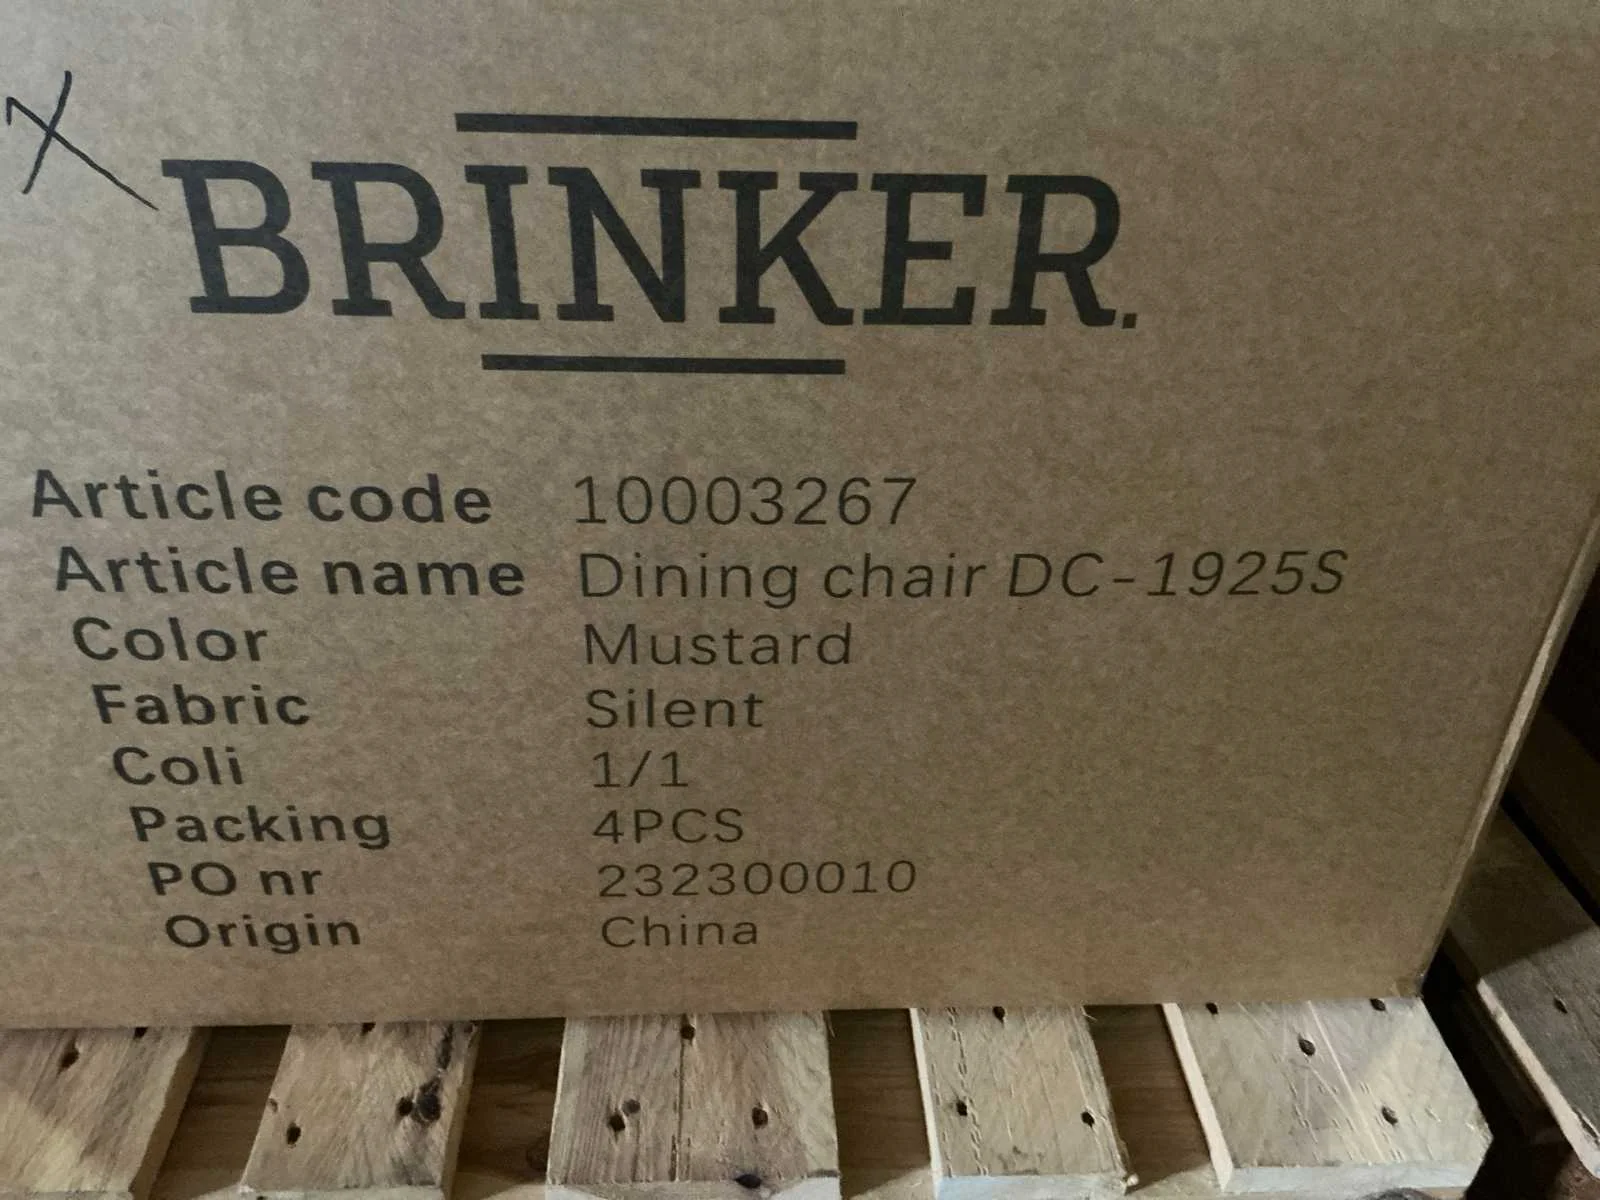 X
BRINKER.
Article code 10003267
Article name Dining chair DC-1925S
Color Mustard
Fabric Silent
Coli 1/1
Packing 4PCS
PO nr 232300010
Origin China